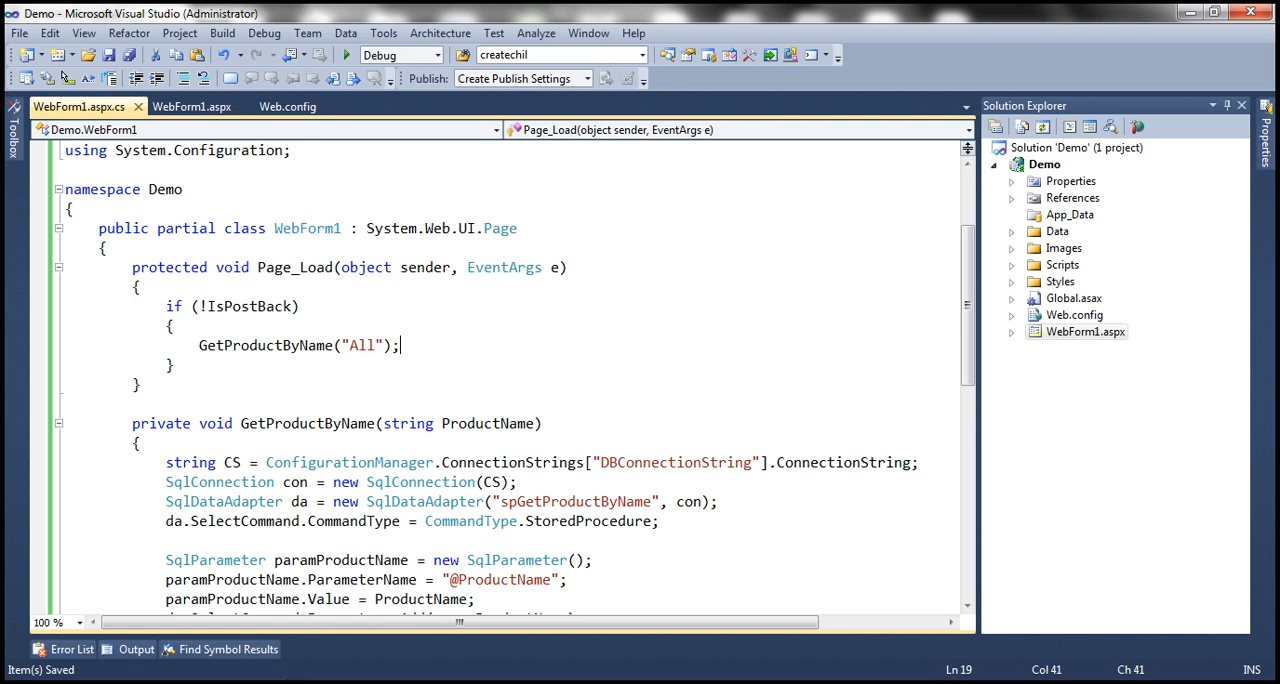 Demo - Microsoft Visual Studio (Administrator)
File Edit View Refactor Project Build Debug Team Data Tools Architecture Test Analyze Window Help
Debug createchil
Publish: Create Publish Settings
WebForm1.aspx.cs WebForm1.aspx Web.config
Demo.WebForm1 Page_Load(object sender, EventArgs e)
using System.Configuration;
namespace Demo
{
public partial class WebForm1 : System.Web.UI.Page
{
protected void Page_Load(object sender, EventArgs e)
{
if (!IsPostBack)
{
GetProductByName("All");
}
}
private void GetProductByName(string ProductName)
{
string CS = ConfigurationManager.ConnectionStrings["DBConnectionString"].ConnectionString;
SqlConnection con = new SqlConnection(CS);
SqlDataAdapter da = new SqlDataAdapter("spGetProductByName", con);
da.SelectCommand.CommandType = CommandType.StoredProcedure;
SqlParameter paramProductName = new SqlParameter();
paramProductName.ParameterName = "@ProductName";
paramProductName.Value = ProductName;
100 %
Toolbox
Solution Explorer
Solution 'Demo' (1 project)
Demo
Properties
References
App_Data
Data
Images
Scripts
Styles
Global.asax
Web.config
WebForm1.aspx
Properties
Error List Output Find Symbol Results
Item(s) Saved Ln 19 Col 41 Ch 41 INS